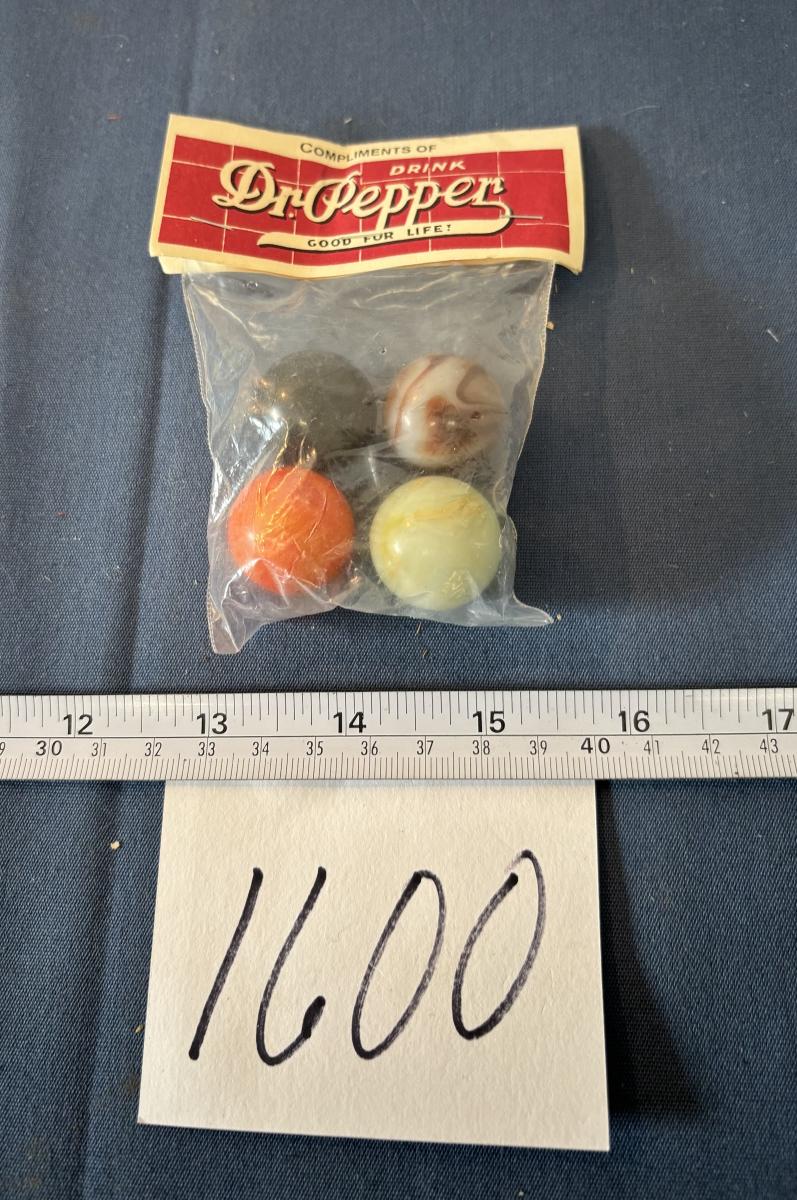 COMPLIMENTS OF
DRINK
Dr. Pepper
GOOD FOR LIFE!
12 13 14 15 16 17
30 31 32 33 34 35 36 37 38 39 40 41 42 43
1600